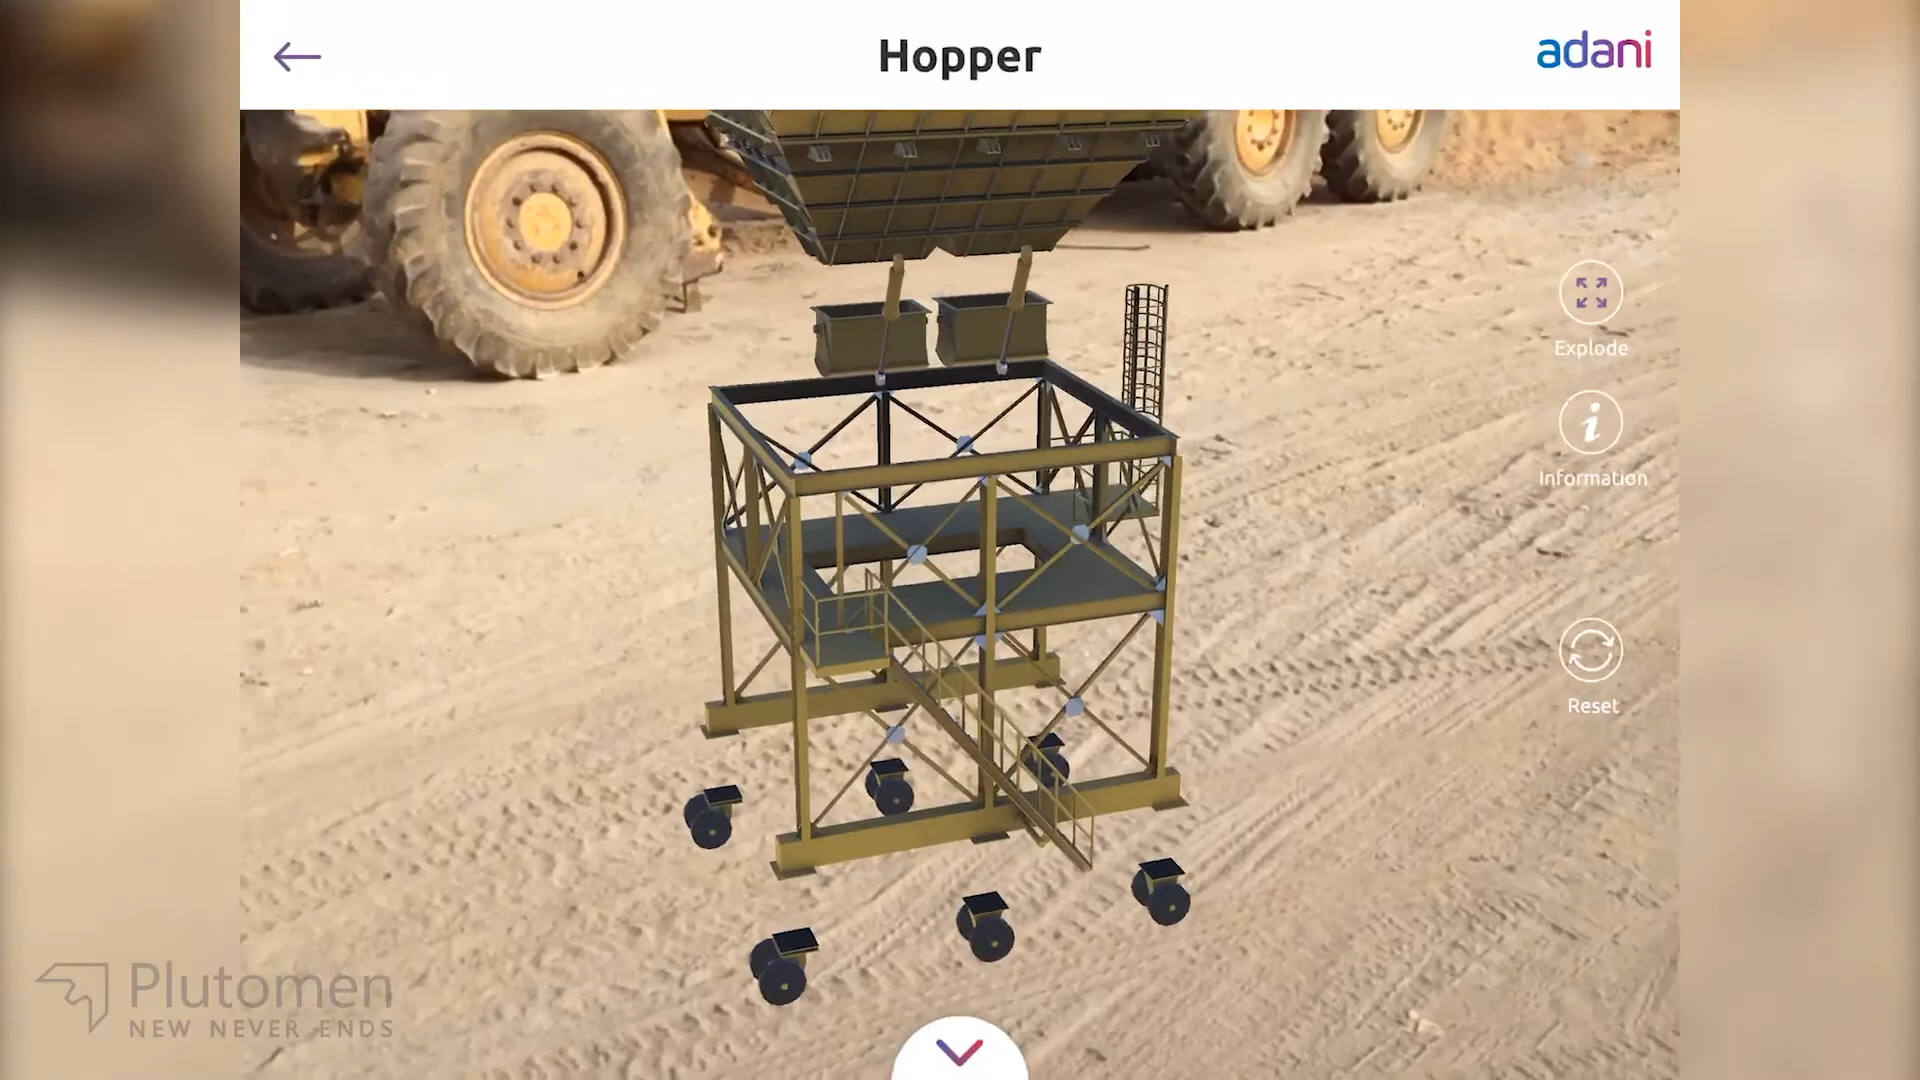 Hopper
adani
Explode
Information
Reset
Plutomen
NEW NEVER ENDS